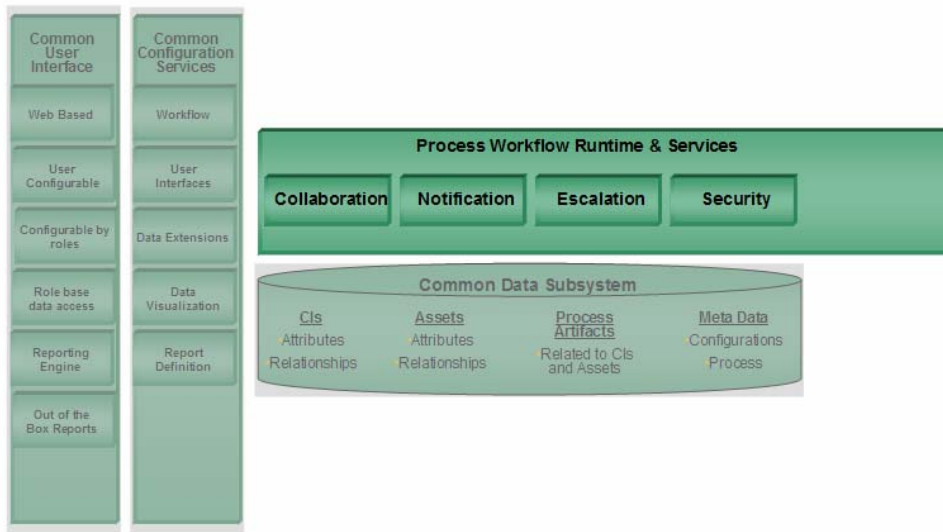 Common
User
Interface
Web Based
User
Configurable
Configurable by
roles
Role base
data access
Reporting
Engine
Out of the
Box Reports
Common
Configuration
Services
Workflow
User
Interfaces
Data Extensions
Data
Visualization
Report
Definition
Process Workflow Runtime & Services
Collaboration
Notification
Escalation
Security
Common Data Subsystem
CIs
Attributes
Relationships
Assets
Attributes
Relationships
Process
Artifacts
Related to CIs
and Assets
Meta Data
Configurations
Process